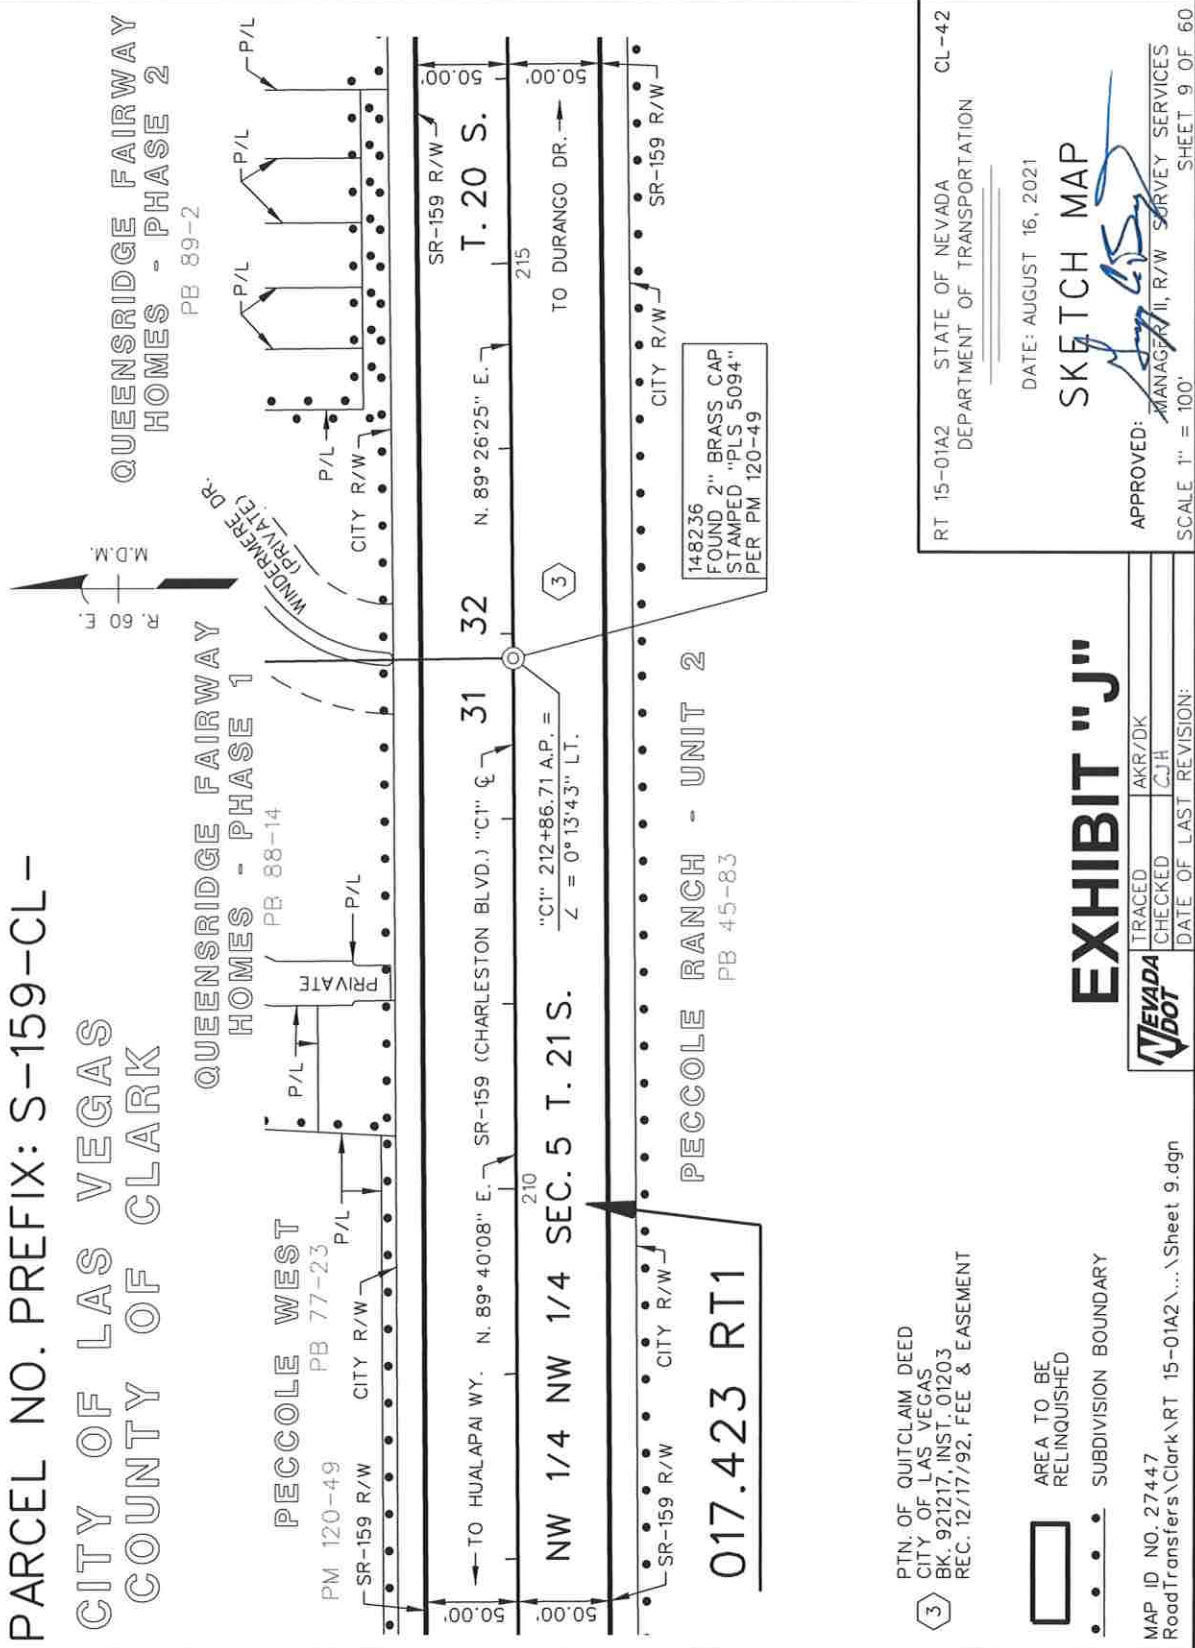 PARCEL NO. PREFIX: S-159-CL-
CITY OF LAS VEGAS
COUNTY OF CLARK
R. 60 E.
M.D.M.
QUEENSRIDGE FAIRWAY
HOMES - PHASE 1
PB 88-14
QUEENSRIDGE FAIRWAY
HOMES - PHASE 2
PB 89-2
PECCOLE WEST
PB 77-23
PM 120-49
SR-159 R/W
CITY R/W
P/L
P/L
PRIVATE
P/L
WINDERMERE DR.
(PRIVATE)
CITY R/W
P/L
P/L
P/L
P/L
SR-159 R/W
50.00'
50.00'
←TO HUALAPAI WY.
N. 89° 40'08" E.
SR-159 (CHARLESTON BLVD.) "C1" ℄
31
32
N. 89° 26'25" E.
T. 20 S.
50.00'
50.00'
210
215
NW 1/4 NW 1/4 SEC. 5 T. 21 S.
"C1" 212+86.71 A.P. =
∠ = 0°13'43" LT.
3
TO DURANGO DR.→
SR-159 R/W
CITY R/W
CITY R/W
SR-159 R/W
017.423 RT1
PECCOLE RANCH - UNIT 2
PB 45-83
148236
FOUND 2" BRASS CAP
STAMPED "PLS 5094"
PER PM 120-49
3
PTN. OF QUITCLAIM DEED
CITY OF LAS VEGAS
BK. 921217, INST. 01203
REC. 12/17/92, FEE & EASEMENT
AREA TO BE
RELINQUISHED
SUBDIVISION BOUNDARY
MAP ID NO. 27447
RoadTransfers\Clark\RT 15-01A2\...\Sheet 9.dgn
EXHIBIT "J"
NEVADA
DOT
TRACED AKR/DK
CHECKED CJH
DATE OF LAST REVISION:
RT 15-01A2 STATE OF NEVADA CL-42
DEPARTMENT OF TRANSPORTATION
DATE: AUGUST 16, 2021
SKETCH MAP
APPROVED:
MANAGER II, R/W SURVEY SERVICES
SCALE 1" = 100' SHEET 9 OF 60